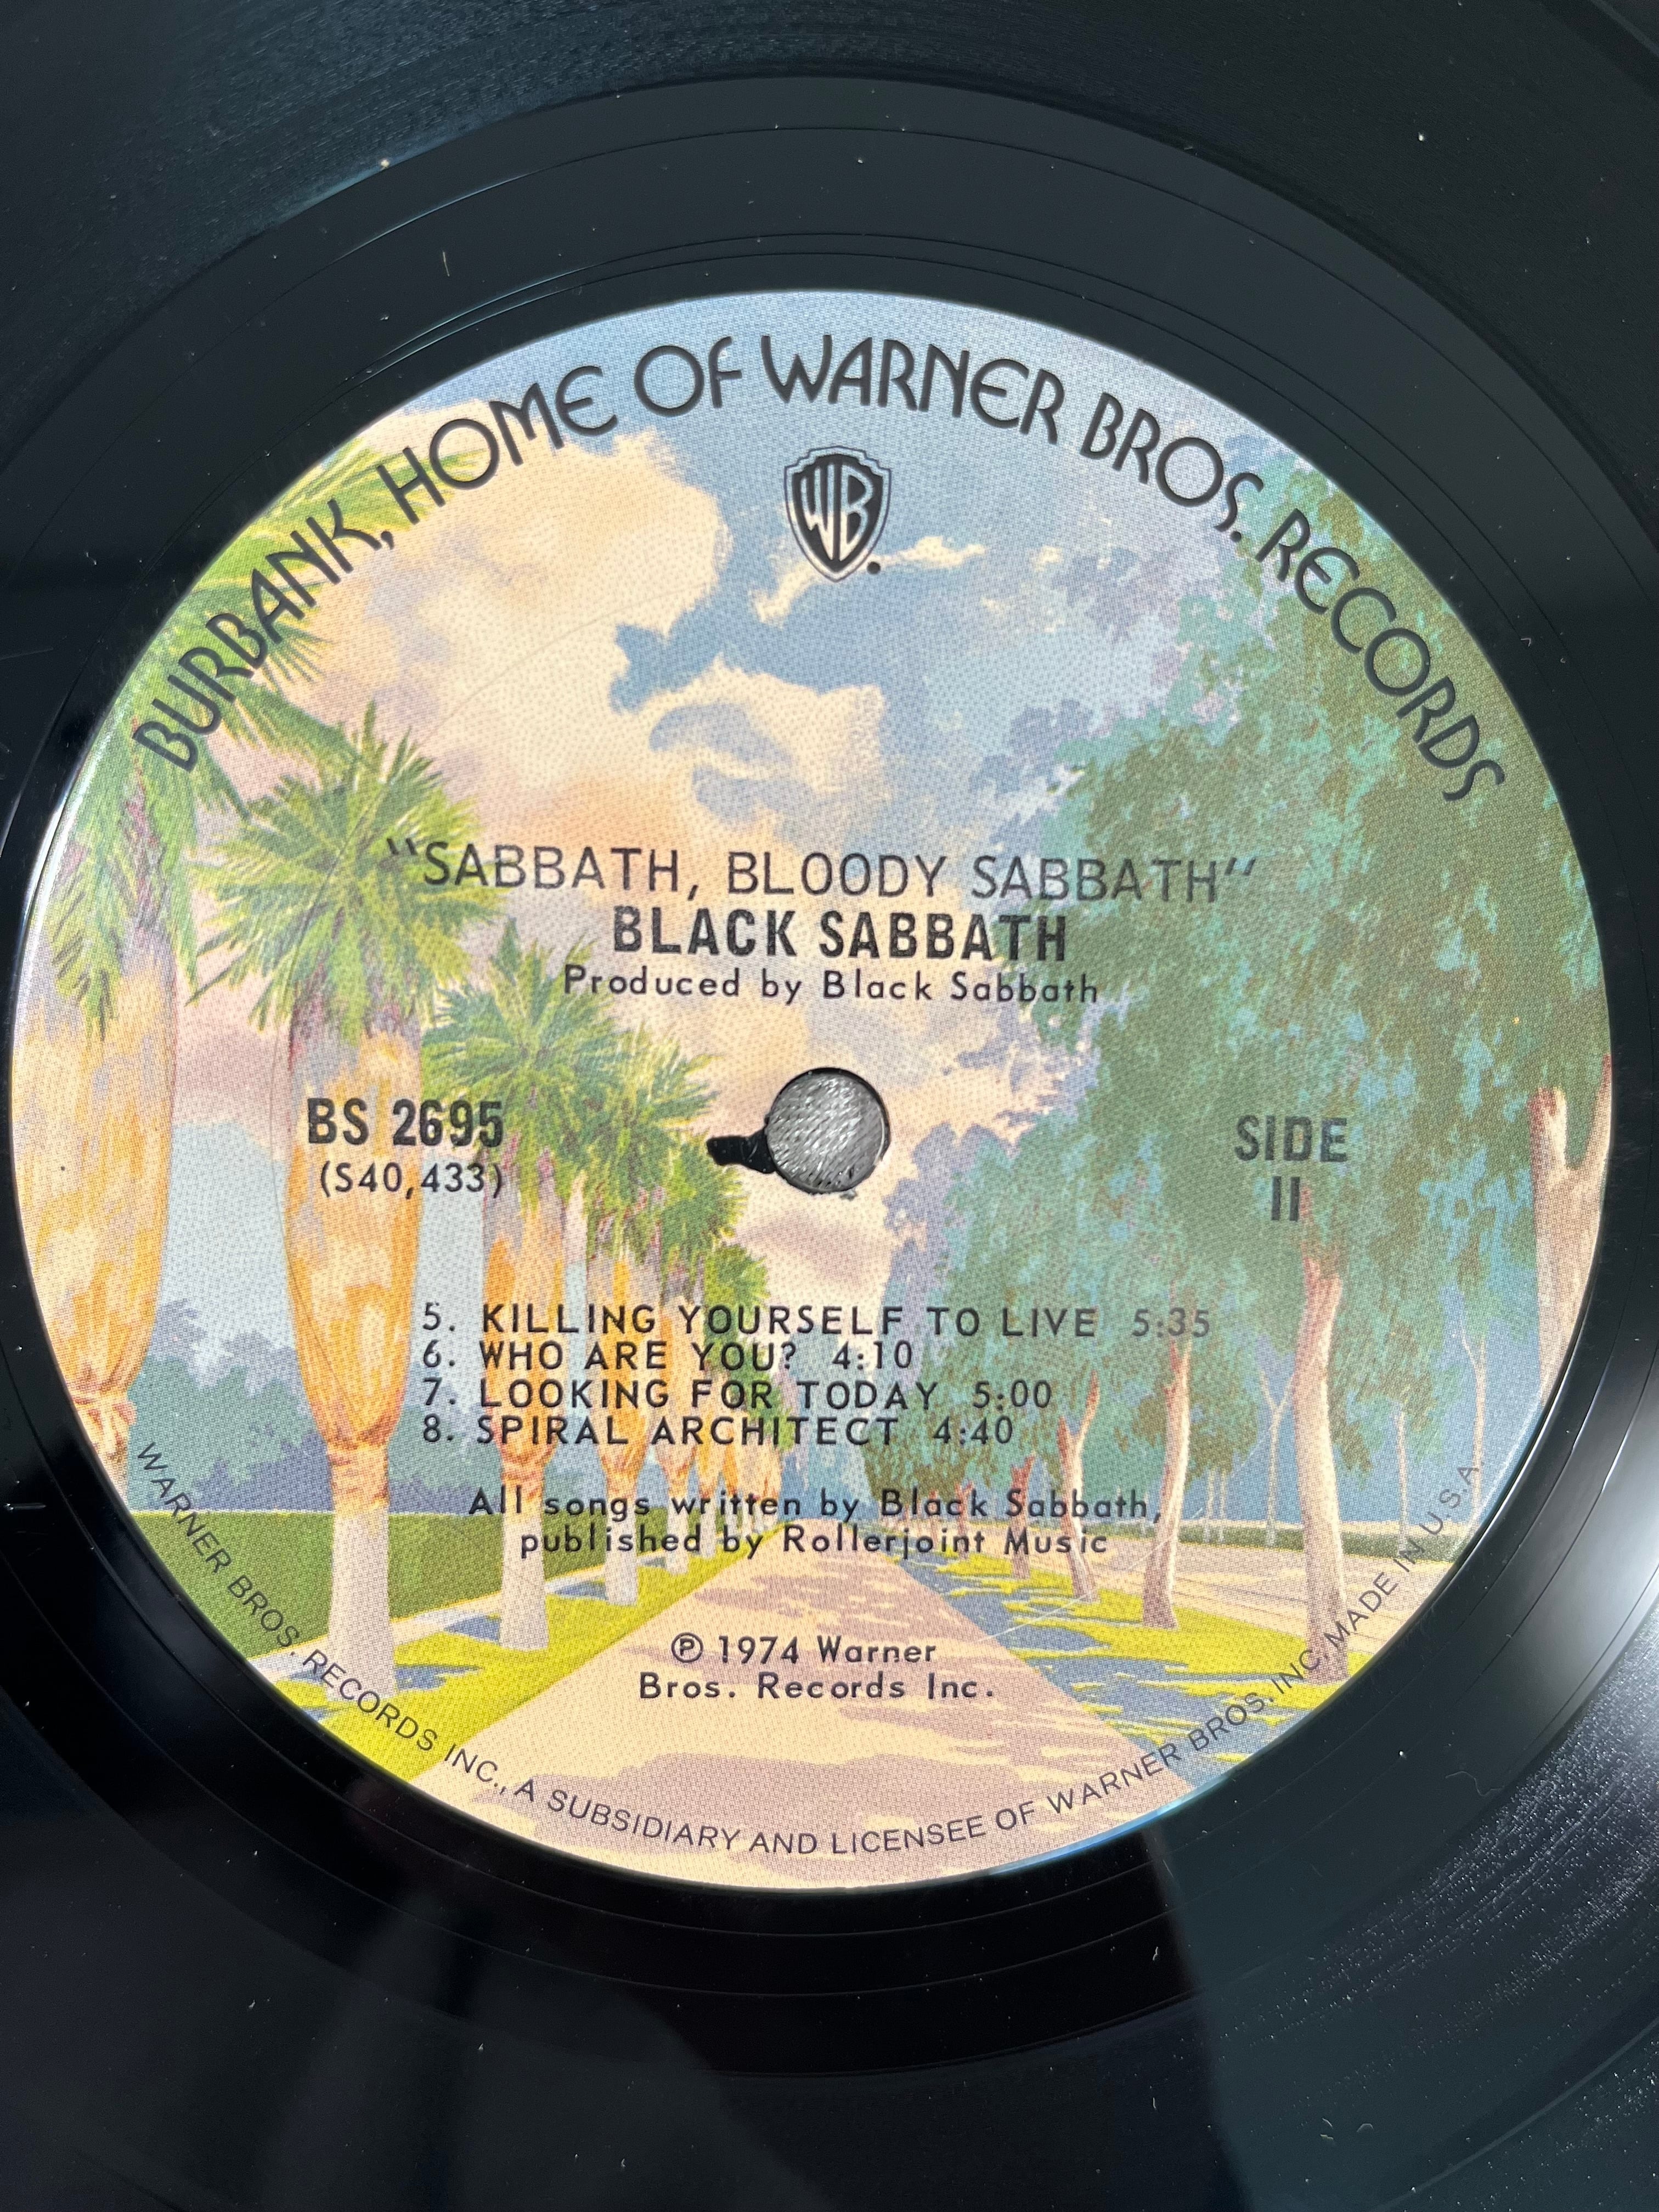 BURBANK, HOME OF WARNER BROS. RECORDS
WB
"SABBATH, BLOODY SABBATH"
BLACK SABBATH
Produced by Black Sabbath
BS 2695
(S40,433)
SIDE
II
5. KILLING YOURSELF TO LIVE 5:35
6. WHO ARE YOU? 4:10
7. LOOKING FOR TODAY 5:00
8. SPIRAL ARCHITECT 4:40
All songs written by Black Sabbath,
published by Rollerjoint Music
℗ 1974 Warner
Bros. Records Inc.
WARNER BROS. RECORDS INC., A SUBSIDIARY AND LICENSEE OF WARNER BROS. INC. MADE IN U.S.A.